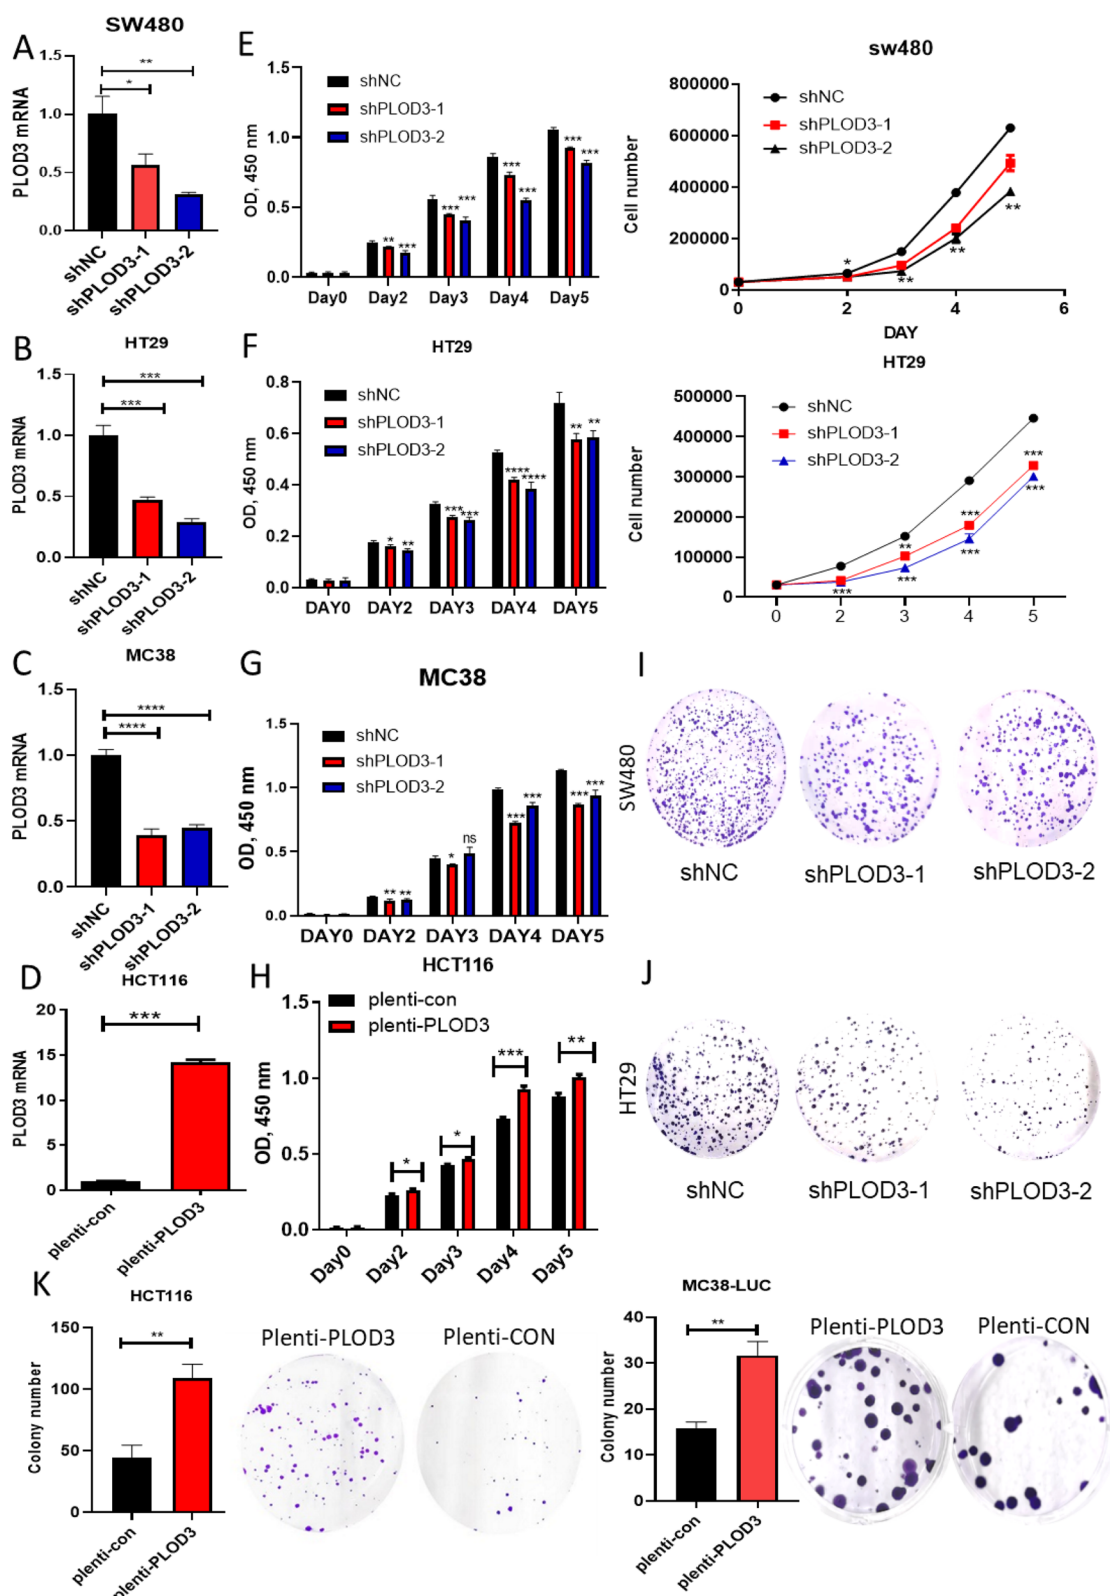 SW480
A
1.5
1.0
0.5
0.0
PLOD3 mRNA
**
*
shNC
shPLOD3-1
shPLOD3-2
E
1.5
1.0
0.5
0.0
OD, 450 nm
shNC
shPLOD3-1
shPLOD3-2
** ***
*** ***
*** ***
*** ***
Day0 Day2 Day3 Day4 Day5
sw480
800000
600000
400000
200000
0
Cell number
shNC
shPLOD3-1
shPLOD3-2
*
**
**
**
0 2 4 6
DAY
B
HT29
1.5
1.0
0.5
0.0
PLOD3 mRNA
***
***
shNC
shPLOD3-1
shPLOD3-2
F
HT29
0.8
0.6
0.4
0.2
0.0
OD, 450 nm
shNC
shPLOD3-1
shPLOD3-2
* **
*** ***
**** ****
** **
DAY0 DAY2 DAY3 DAY4 DAY5
HT29
500000
400000
300000
200000
100000
0
Cell number
shNC
shPLOD3-1
shPLOD3-2
***
**
***
***
***
***
***
0 2 3 4 5
C
MC38
1.5
1.0
0.5
0.0
PLOD3 mRNA
****
****
shNC
shPLOD3-1
shPLOD3-2
G
MC38
1.5
1.0
0.5
0.0
OD, 450 nm
shNC
shPLOD3-1
shPLOD3-2
** **
* ns
*** ***
*** ***
DAY0 DAY2 DAY3 DAY4 DAY5
I
SW480
shNC
shPLOD3-1
shPLOD3-2
D
HCT116
20
15
10
5
0
PLOD3 mRNA
***
plenti-con
plenti-PLOD3
H
HCT116
1.5
1.0
0.5
0.0
OD, 450 nm
plenti-con
plenti-PLOD3
*
*
***
**
Day0
Day2
Day3
Day4
Day5
J
HT29
shNC
shPLOD3-1
shPLOD3-2
K
HCT116
150
100
50
0
Colony number
**
plenti-con
plenti-PLOD3
Plenti-PLOD3
Plenti-CON
MC38-LUC
40
30
20
10
0
Colony number
**
plenti-con
plenti-PLOD3
Plenti-PLOD3
Plenti-CON